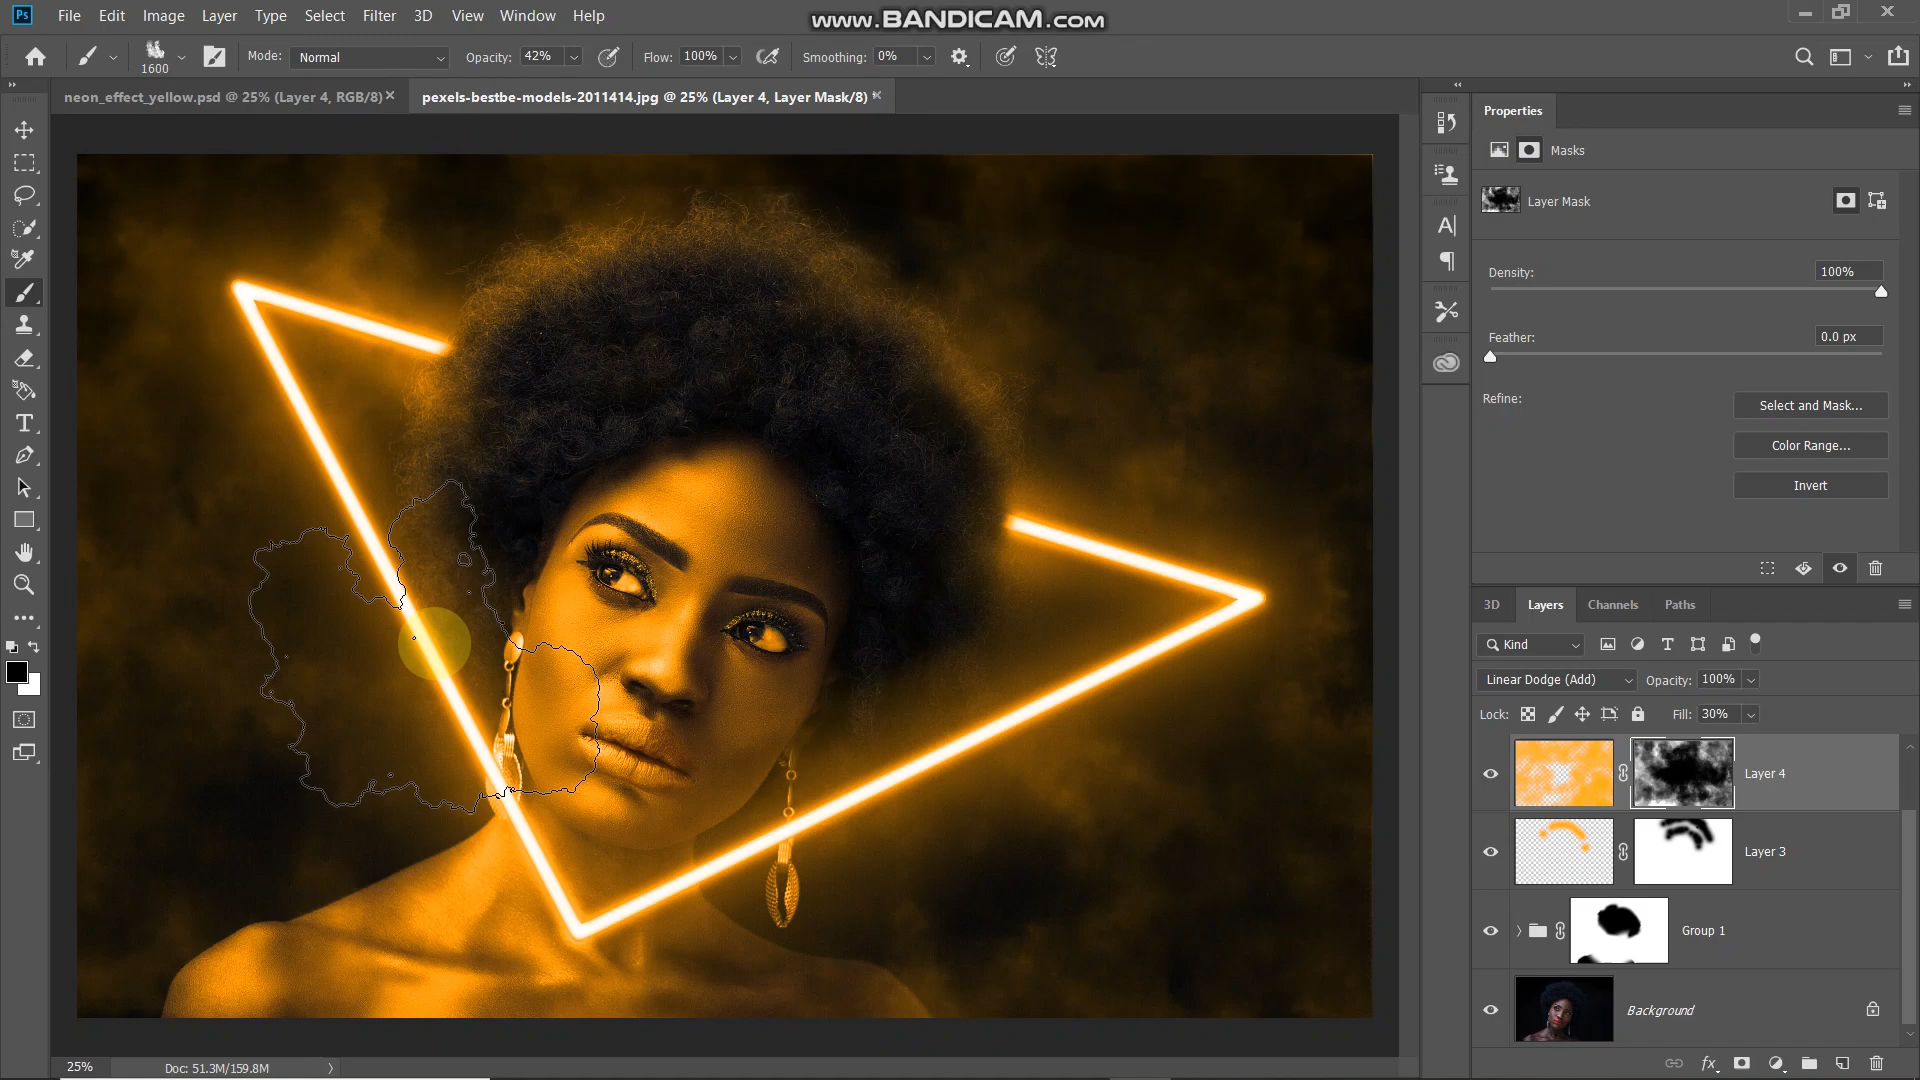 Ps File Edit Image Layer Type Select Filter 3D View Window Help
www.BANDICAM.com
1600 Mode: Normal Opacity: 42% Flow: 100% Smoothing: 0%
neon_effect_yellow.psd @ 25% (Layer 4, RGB/8) pexels-bestbe-models-2011414.jpg @ 25% (Layer 4, Layer Mask/8)
Properties
Masks
Layer Mask
Density: 100%
Feather: 0.0 px
Refine:
Select and Mask...
Color Range...
Invert
3D Layers Channels Paths
Kind
Linear Dodge (Add) Opacity: 100%
Lock: Fill: 30%
Layer 4
Layer 3
Group 1
Background
25% Doc: 51.3M/159.8M